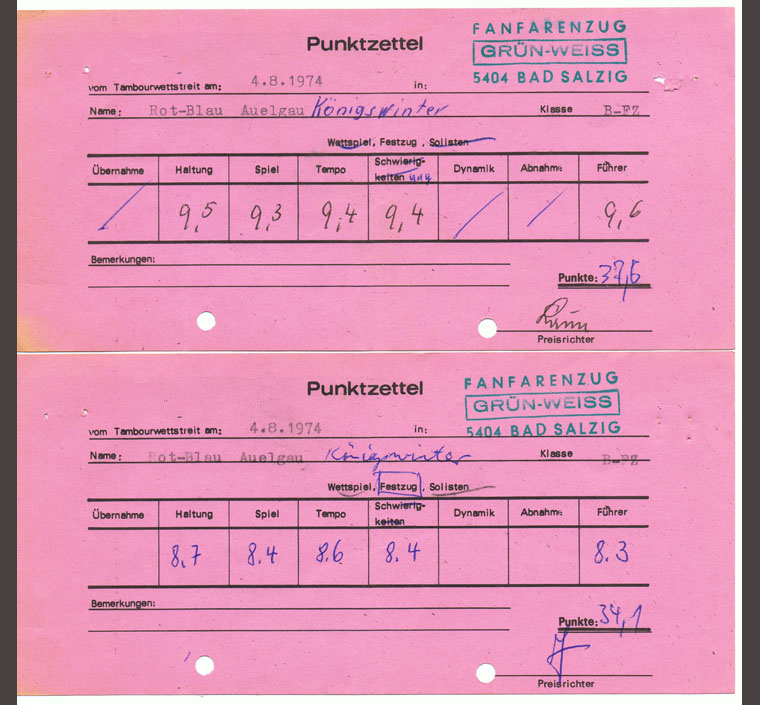 FANFARENZUG
Punktzettel
GRÜN-WEISS
vom Tambourwettstreit am: 4.8.1974 in: 5404 BAD SALZIG
Name: Rot-Blau Auelgau Königswinter Klasse B-FZ
Wettspiel, Festzug, Solisten
Übernahme Haltung Spiel Tempo Schwierig-keiten Dynamik Abnahme Führer
/ 9,5 9,3 9,4 9,4 / / 9,6
Bemerkungen:
Punkte: 37,6
Preisrichter
FANFARENZUG
Punktzettel
GRÜN-WEISS
vom Tambourwettstreit am: 4.8.1974 in: 5404 BAD SALZIG
Name: Rot-Blau Auelgau Königswinter Klasse B-FZ
Wettspiel, Festzug, Solisten
Übernahme Haltung Spiel Tempo Schwierig-keiten Dynamik Abnahme Führer
8.7 8.4 8.6 8.4 8.3
Bemerkungen:
Punkte: 34,1
Preisrichter